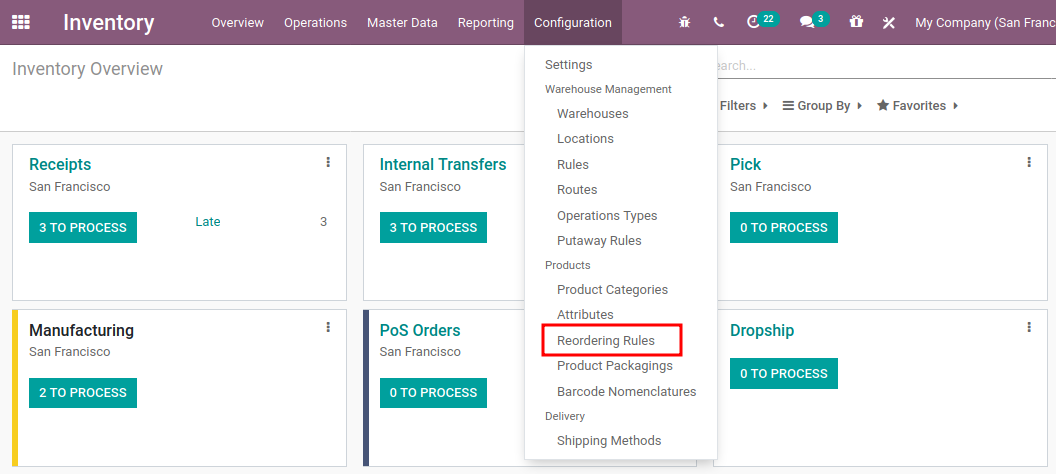 Inventory Overview Operations Master Data Reporting Configuration 22 3 My Company (San Franc
Inventory Overview
earch...
Filters Group By Favorites
Settings
Warehouse Management
Warehouses
Locations
Rules
Routes
Operations Types
Putaway Rules
Products
Product Categories
Attributes
Reordering Rules
Product Packagings
Barcode Nomenclatures
Delivery
Shipping Methods
Receipts
San Francisco
3 TO PROCESS Late 3
Internal Transfers
San Francisco
3 TO PROCESS
Pick
San Francisco
0 TO PROCESS
Manufacturing
San Francisco
2 TO PROCESS
PoS Orders
San Francisco
0 TO PROCESS
Dropship
0 TO PROCESS